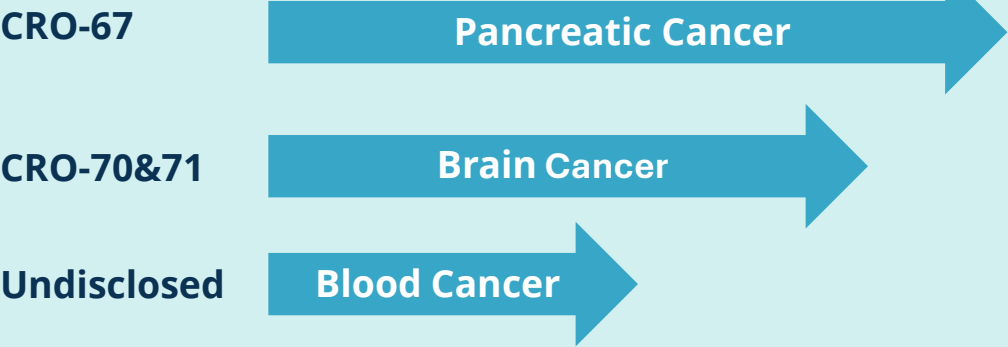 CRO-67 Pancreatic Cancer
CRO-70&71 Brain Cancer
Undisclosed Blood Cancer